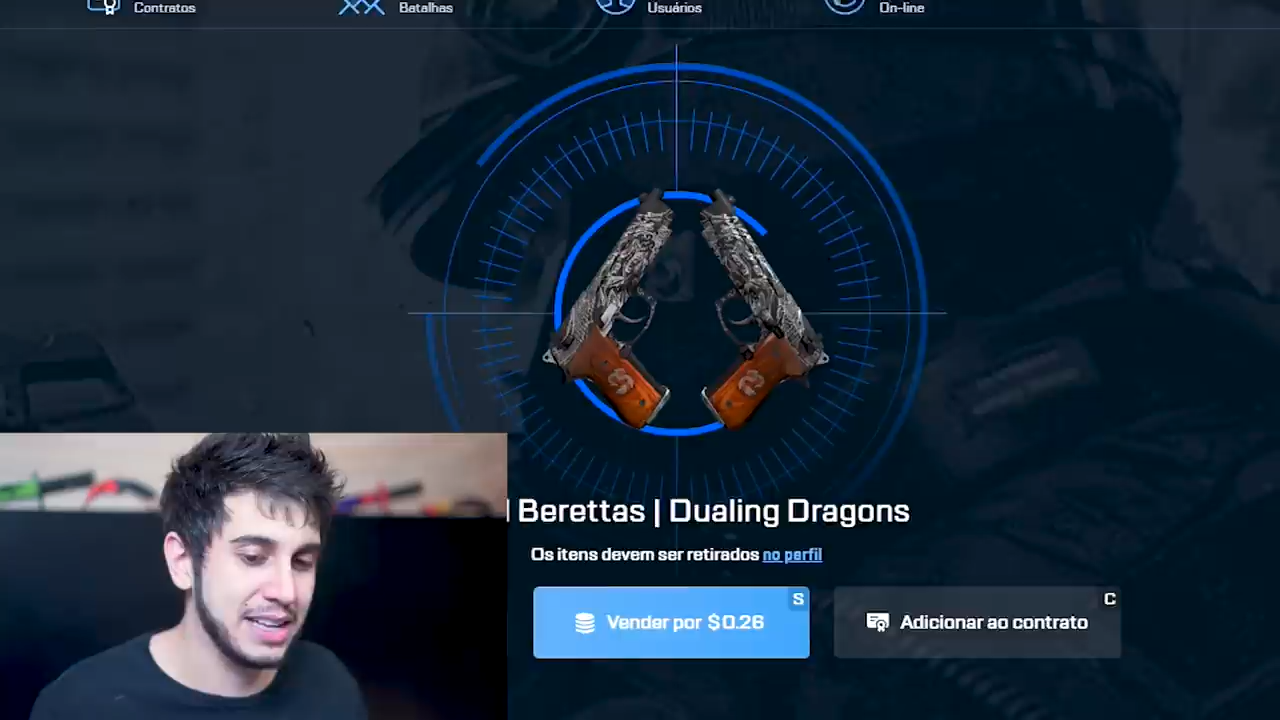 Contratos
Batalhas
Usuários
On-line
Berettas | Dualing Dragons
Os itens devem ser retirados no perfil
Vender por $0.26
S
Adicionar ao contrato
C